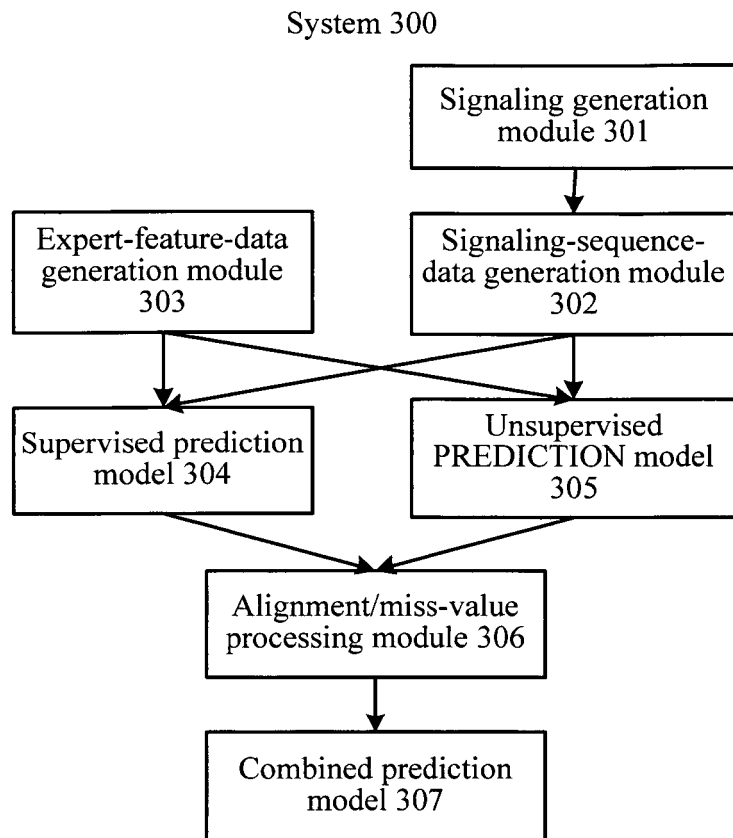 System 300
Signaling generation
module 301
Expert-feature-data
generation module
303
Signaling-sequence-
data generation module
302
Supervised prediction
model 304
Unsupervised
PREDICTION model
305
Alignment/miss-value
processing module 306
Combined prediction
model 307